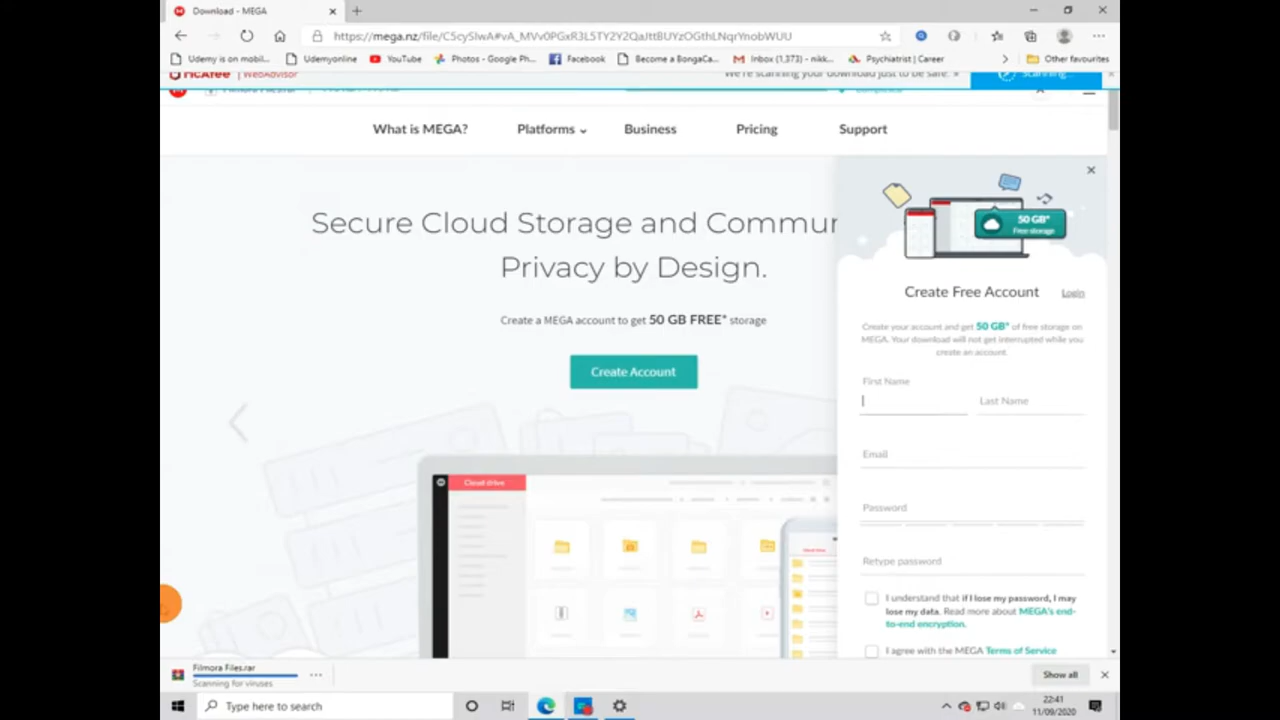 Download - MEGA
https://mega.nz/file/C5cySIwA#vA_MVv0PGxR3L5TY2Y2QaJttBUYzOGthLNqrYnobWUU
Udemy is on mobil...
Udemyonline
YouTube
Photos - Google Ph...
Facebook
Become a BongaCa...
Inbox (1,373) - nikk...
Psychiatrist | Career
Other favourites
McAfee | WebAdvisor
We're scanning your download just to be safe.
Scanning...
Filmora Files.rar
What is MEGA?
Platforms
Business
Pricing
Support
Secure Cloud Storage and Commun
Privacy by Design.
Create a MEGA account to get 50 GB FREE* storage
Create Account
Cloud drive
50 GB*
Free storage
Create Free Account
Login
Create your account and get 50 GB* of free storage on
MEGA. Your download will not get interrupted while you
create an account.
First Name
Last Name
Email
Password
Retype password
I understand that if I lose my password, I may
lose my data. Read more about MEGA's end-
to-end encryption.
I agree with the MEGA Terms of Service
Filmora Files.rar
Scanning for viruses
Show all
Type here to search
22:41
11/09/2020